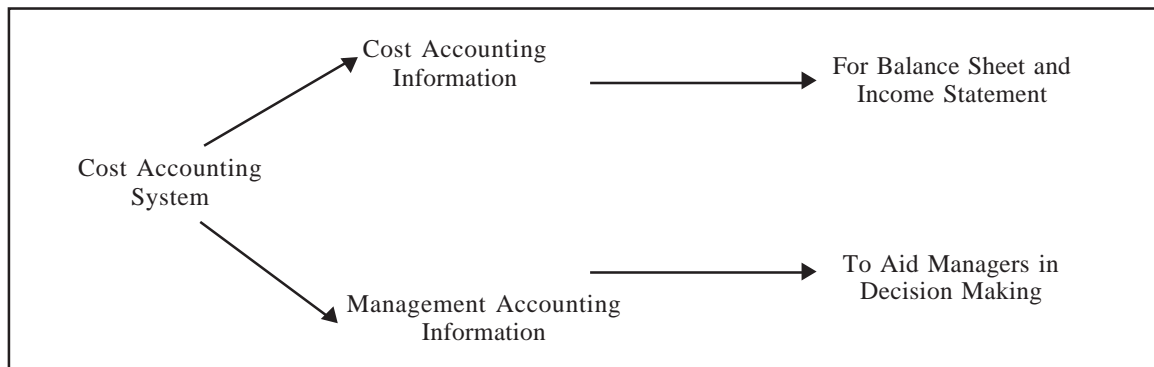 Cost Accounting
Information
For Balance Sheet and
Income Statement
Cost Accounting
System
Management Accounting
Information
To Aid Managers in
Decision Making